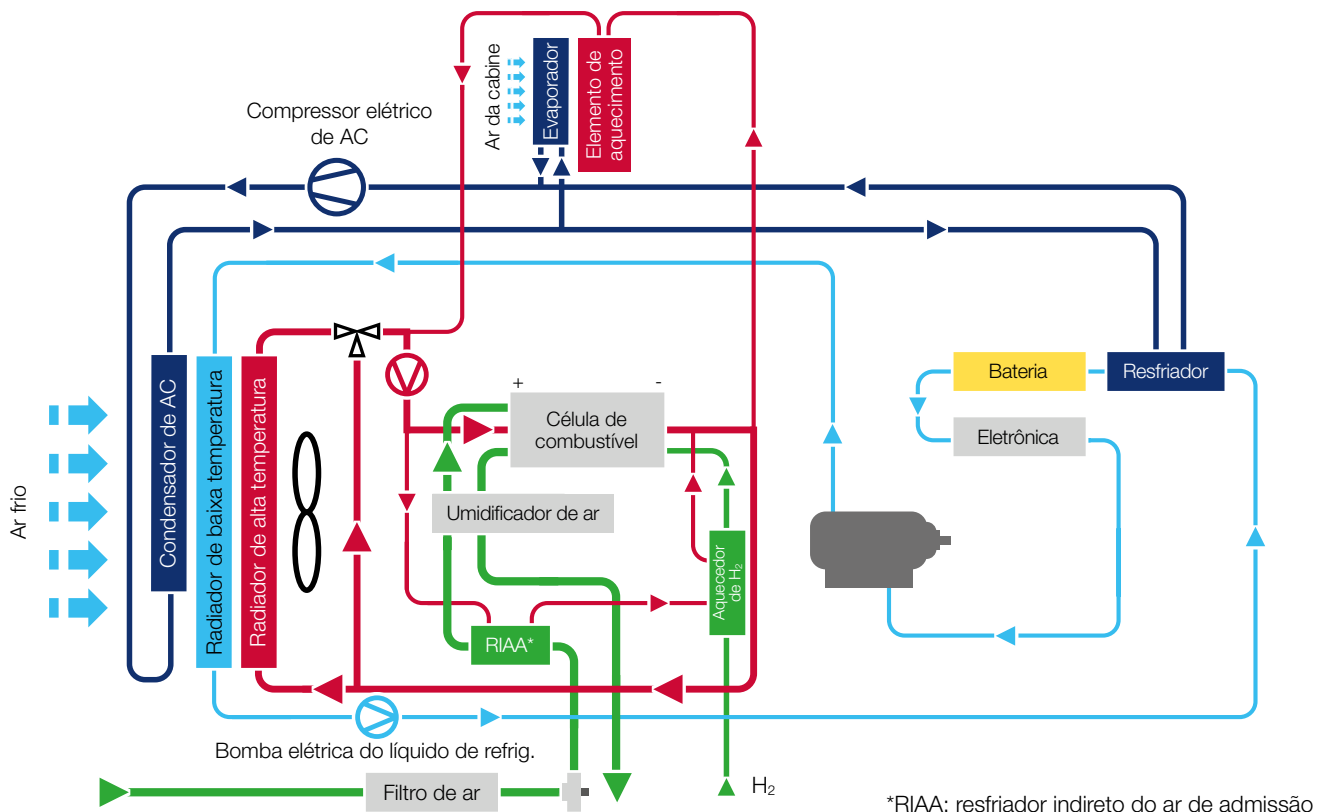 Compressor elétrico
de AC
Ar da cabine
Evaporador
Elemento de
aquecimento
Ar frio
Condensador de AC
Radiador de baixa temperatura
Radiador de alta temperatura
+
-
Célula de
combustível
Umidificador de ar
RIAA*
Aquecedor
de H₂
Bateria
Resfriador
Eletrônica
Bomba elétrica do líquido de refrig.
Filtro de ar
H₂
*RIAA: resfriador indireto do ar de admissão